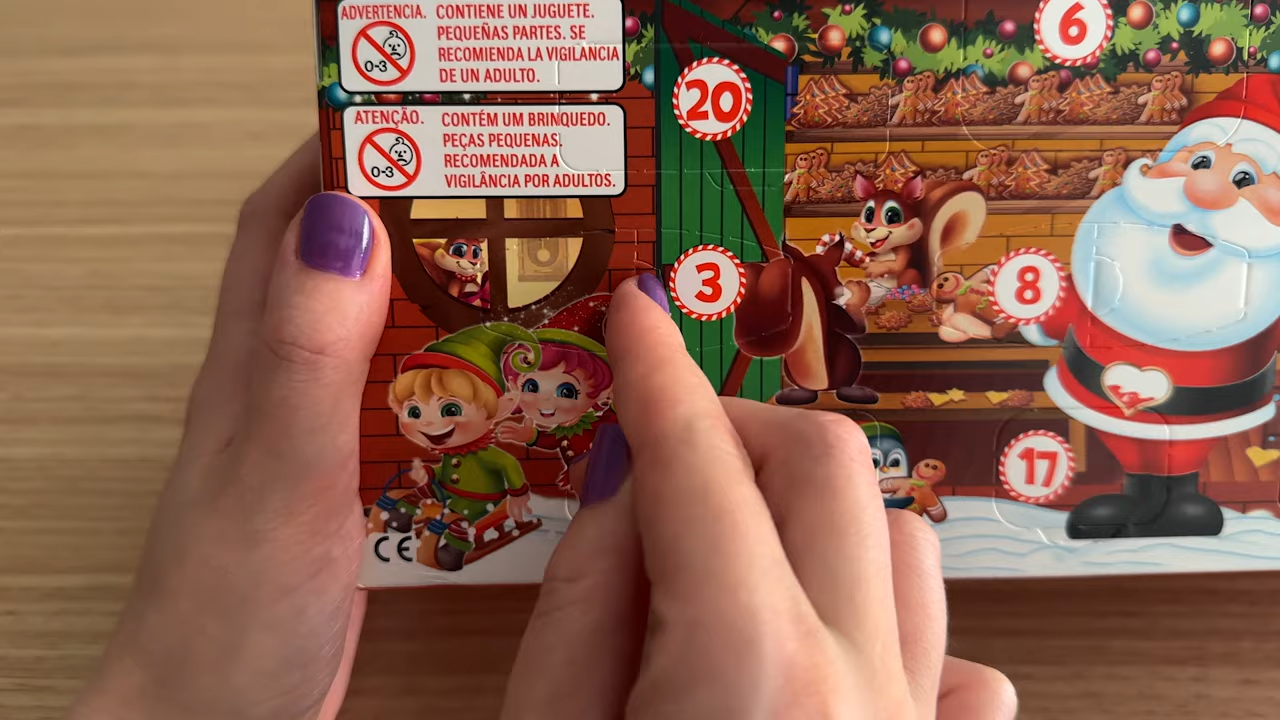 ADVERTENCIA.
0-3
CONTIENE UN JUGUETE.
PEQUEÑAS PARTES. SE
RECOMIENDA LA VIGILANCIA
DE UN ADULTO.
ATENÇÃO.
0-3
CONTÉM UM BRINQUEDO.
PEÇAS PEQUENAS.
RECOMENDADA A
VIGILÂNCIA POR ADULTOS.
6
20
3
8
17
CE